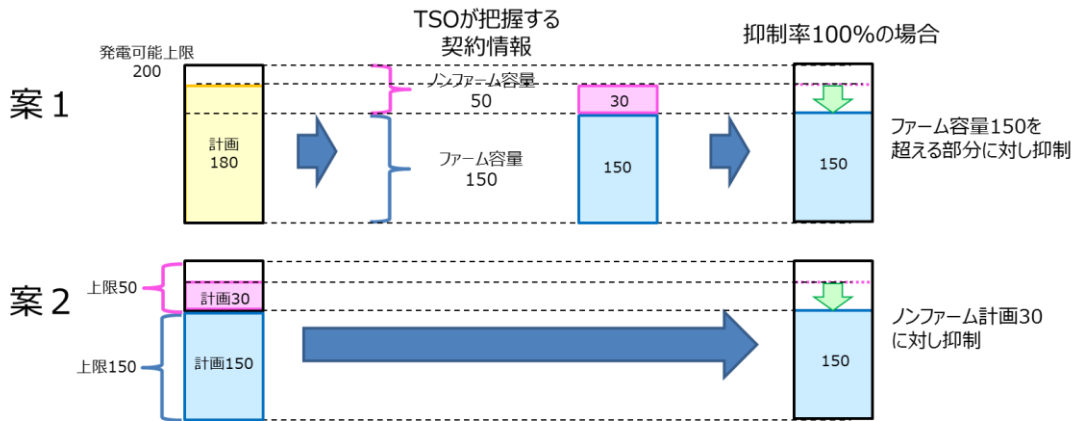 TSOが把握する
契約情報
抑制率100%の場合
発電可能上限
200
案１
計画
180
ノンファーム容量
50
ファーム容量
150
30
150
150
ファーム容量150を
超える部分に対し抑制
案２
上限50
計画30
上限150
計画150
150
ノンファーム計画30
に対し抑制